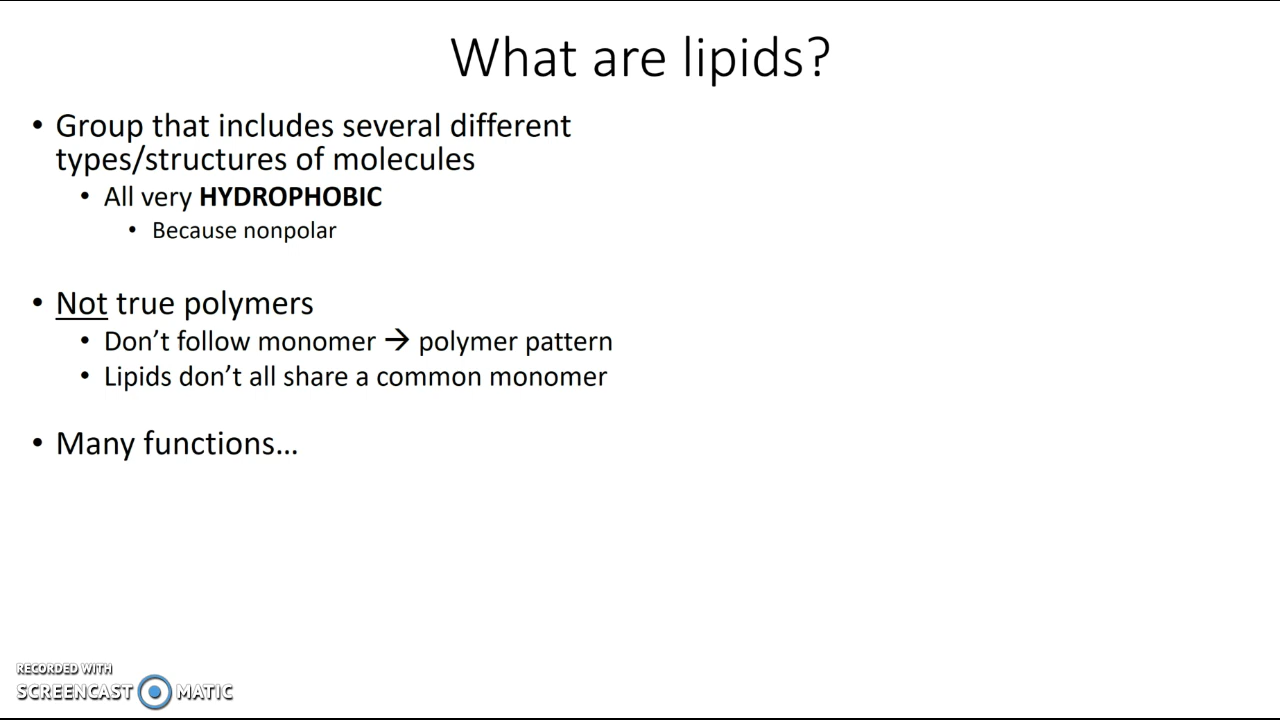 What are lipids?
• Group that includes several different
types/structures of molecules
• All very HYDROPHOBIC
• Because nonpolar
• Not true polymers
• Don’t follow monomer → polymer pattern
• Lipids don’t all share a common monomer
• Many functions…
RECORDED WITH
SCREENCAST MATIC